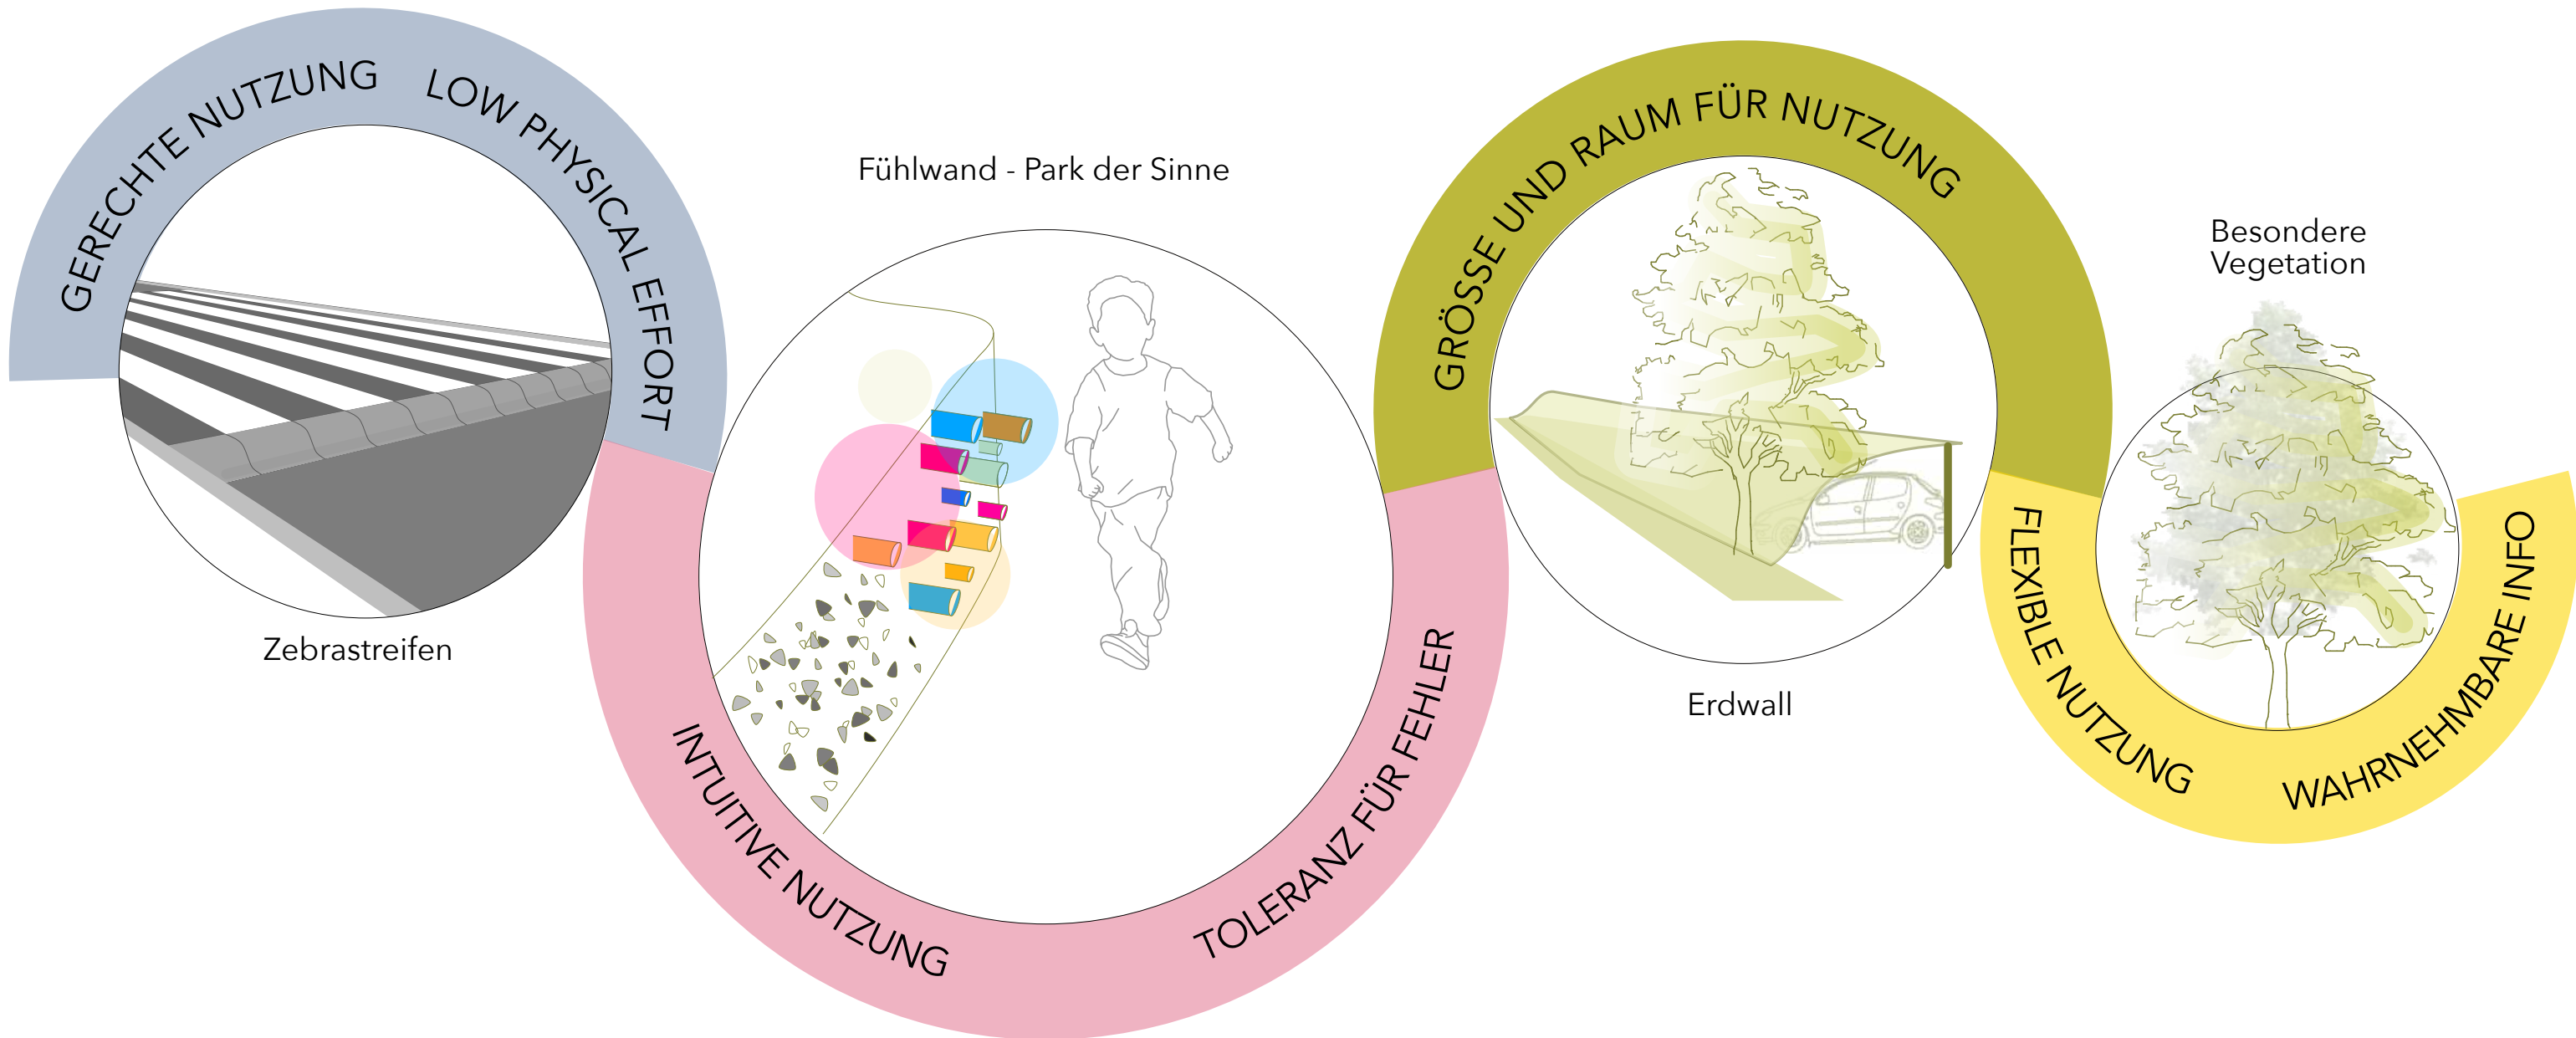 GERECHTE NUTZUNG
LOW PHYSICAL EFFORT
Zebrastreifen
Fühlwand - Park der Sinne
INTUITIVE NUTZUNG
TOLERANZ FÜR FEHLER
GRÖSSE UND RAUM FÜR NUTZUNG
Erdwall
Besondere
Vegetation
FLEXIBLE NUTZUNG
WAHRNEHMBARE INFO